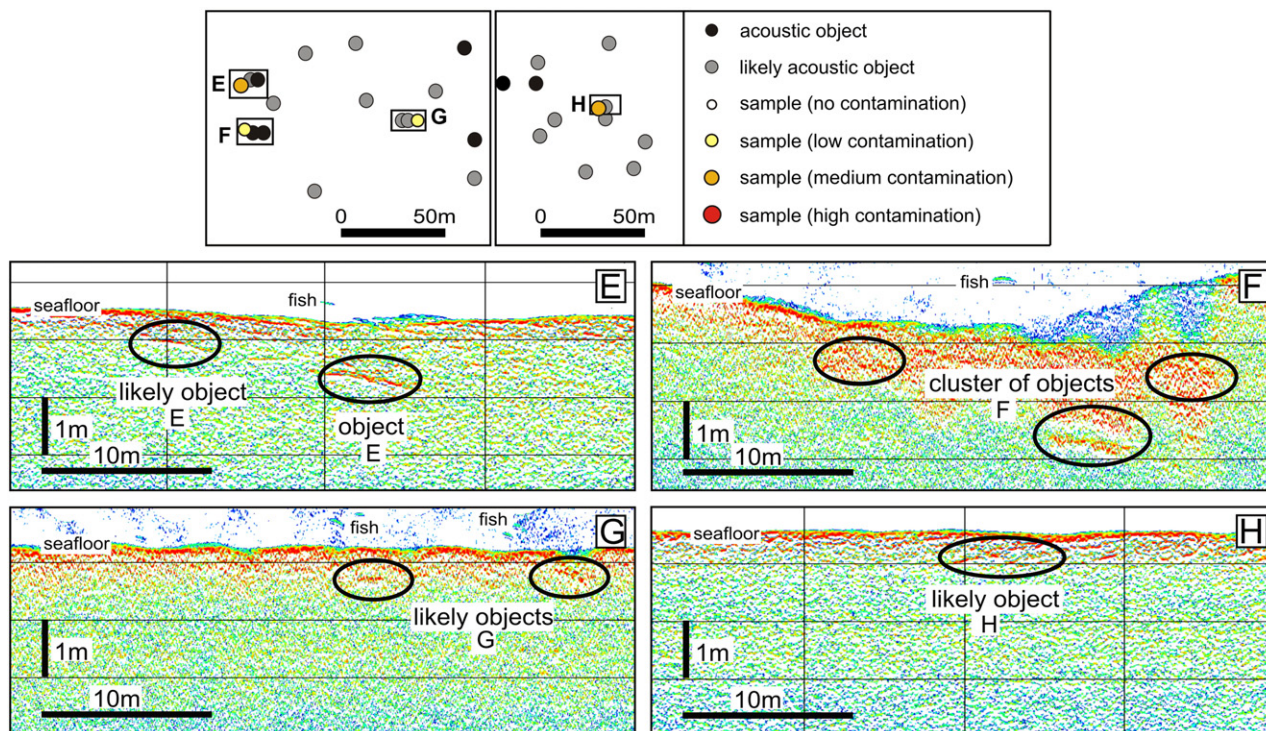 E
F
G
0 50m
H
0 50m
acoustic object
likely acoustic object
sample (no contamination)
sample (low contamination)
sample (medium contamination)
sample (high contamination)
E
seafloor
fish
likely object
E
object
E
1m
10m
F
seafloor
fish
cluster of objects
F
1m
10m
G
seafloor
fish
fish
likely objects
G
1m
10m
H
seafloor
likely object
H
1m
10m